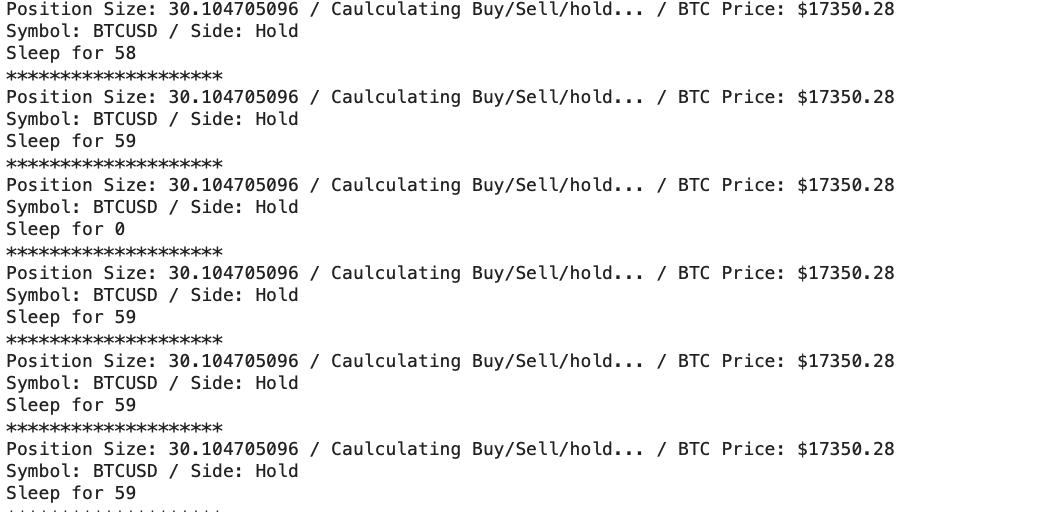 Position Size: 30.104705096 / Caulculating Buy/Sell/hold... / BTC Price: $17350.28
Symbol: BTCUSD / Side: Hold
Sleep for 58
********************
Position Size: 30.104705096 / Caulculating Buy/Sell/hold... / BTC Price: $17350.28
Symbol: BTCUSD / Side: Hold
Sleep for 59
********************
Position Size: 30.104705096 / Caulculating Buy/Sell/hold... / BTC Price: $17350.28
Symbol: BTCUSD / Side: Hold
Sleep for 0
********************
Position Size: 30.104705096 / Caulculating Buy/Sell/hold... / BTC Price: $17350.28
Symbol: BTCUSD / Side: Hold
Sleep for 59
********************
Position Size: 30.104705096 / Caulculating Buy/Sell/hold... / BTC Price: $17350.28
Symbol: BTCUSD / Side: Hold
Sleep for 59
********************
Position Size: 30.104705096 / Caulculating Buy/Sell/hold... / BTC Price: $17350.28
Symbol: BTCUSD / Side: Hold
Sleep for 59
********************